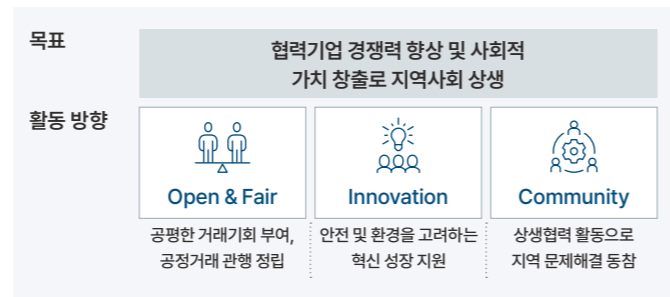 목표
협력기업 경쟁력 향상 및 사회적
가치 창출로 지역사회 상생
활동 방향
Open & Fair
공평한 거래기회 부여,
공정거래 관행 정립
Innovation
안전 및 환경을 고려하는
혁신 성장 지원
Community
상생협력 활동으로
지역 문제해결 동참